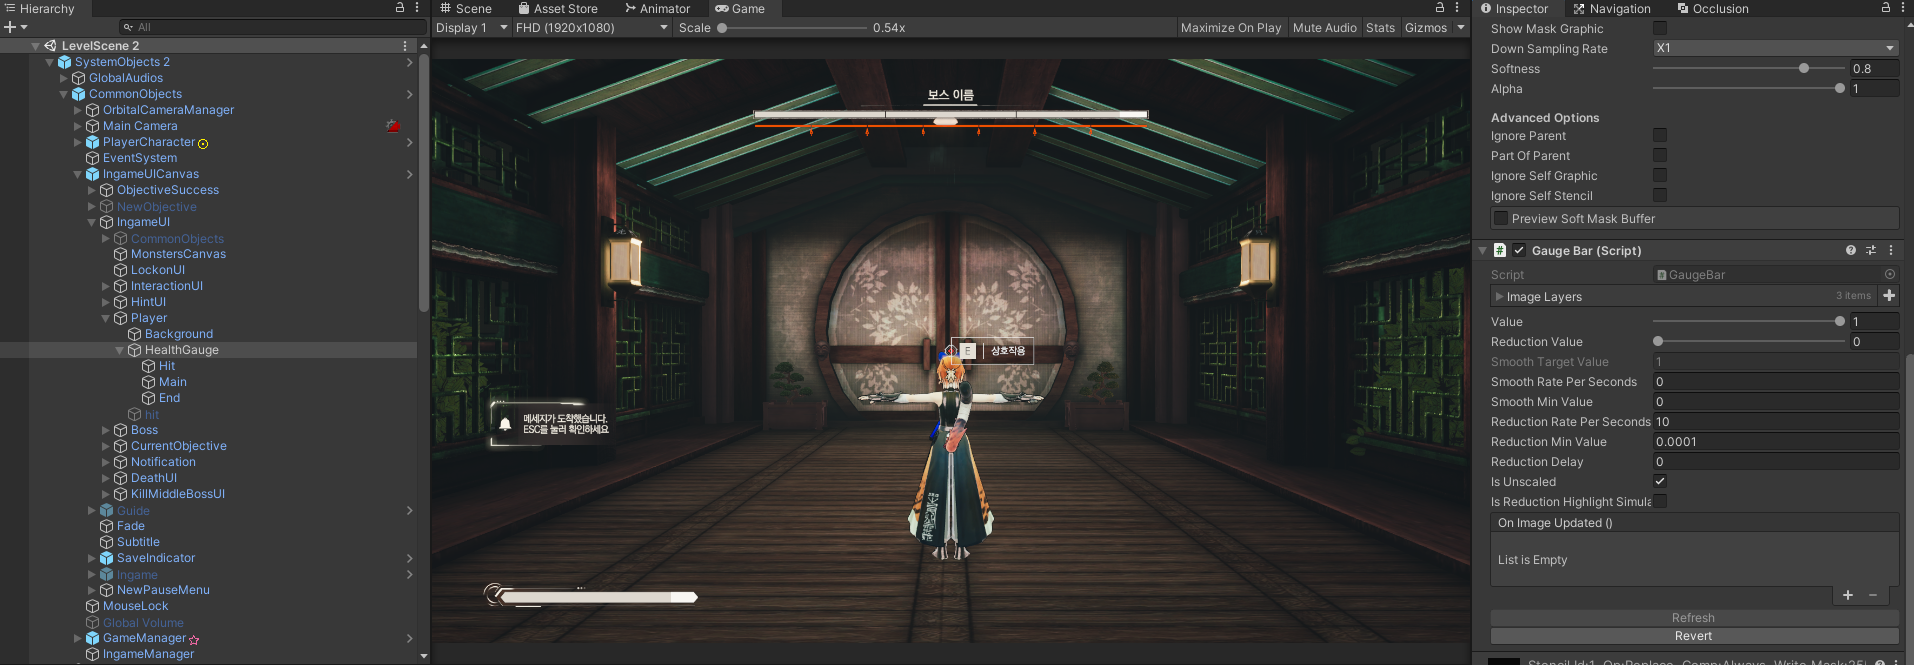 Hierarchy
All
LevelScene 2
SystemObjects 2
GlobalAudios
CommonObjects
OrbitalCameraManager
Main Camera
PlayerCharacter
EventSystem
IngameUICanvas
ObjectiveSuccess
NewObjective
IngameUI
CommonObjects
MonstersCanvas
LockonUI
InteractionUI
HintUI
Player
Background
HealthGauge
Hit
Main
End
hit
Boss
CurrentObjective
Notification
DeathUI
KillMiddleBossUI
Guide
Fade
Subtitle
SaveIndicator
Ingame
NewPauseMenu
MouseLock
Global Volume
GameManager
IngameManager
Scene Asset Store Animator Game
Display 1 FHD (1920x1080) Scale 0.54x Maximize On Play Mute Audio Stats Gizmos
보스 이름
E 상호작용
메세지가 도착했습니다.
ESC를 눌러 확인하세요
Inspector Navigation Occlusion
Show Mask Graphic
Down Sampling Rate X1
Softness 0.8
Alpha 1
Advanced Options
Ignore Parent
Part Of Parent
Ignore Self Graphic
Ignore Self Stencil
Preview Soft Mask Buffer
# Gauge Bar (Script)
Script GaugeBar
Image Layers 3 items
Value 1
Reduction Value 0
Smooth Target Value 1
Smooth Rate Per Seconds 0
Smooth Min Value 0
Reduction Rate Per Seconds 10
Reduction Min Value 0.0001
Reduction Delay 0
Is Unscaled
Is Reduction Highlight Simula
On Image Updated ()
List is Empty
Refresh
Revert